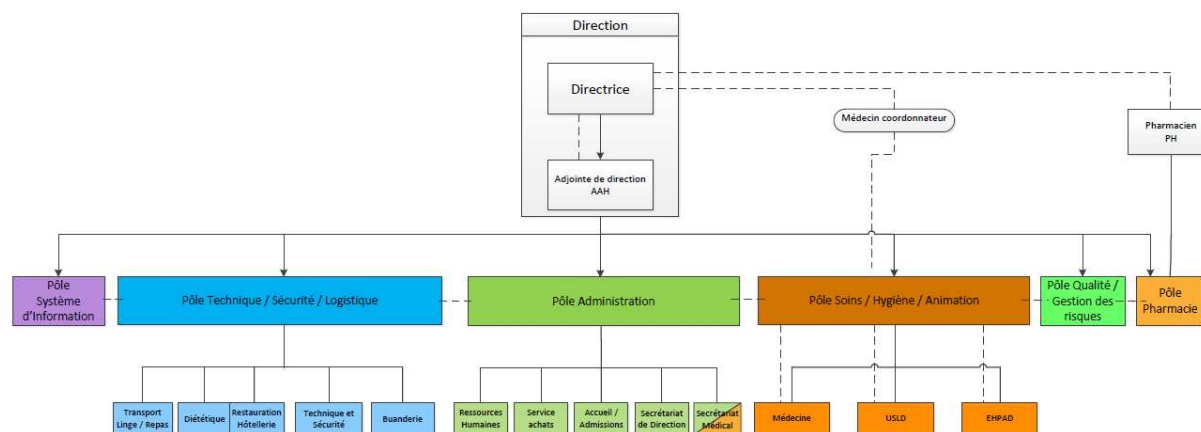 Direction
Directrice
Médecin coordonnateur
Pharmacien
PH
Adjointe de direction
AAH
Pôle
Système
d'Information
Pôle Technique / Sécurité / Logistique
Pôle Administration
Pôle Soins / Hygiène / Animation
Pôle Qualité /
Gestion des
risques
Pôle
Pharmacie
Transport
Linge / Repas
Diététique
Restauration
Hôtellerie
Technique et
Sécurité
Buanderie
Ressources
Humaines
Service
achats
Accueil /
Admissions
Secrétariat
de Direction
Secrétariat
Médical
Médecine
USLD
EHPAD